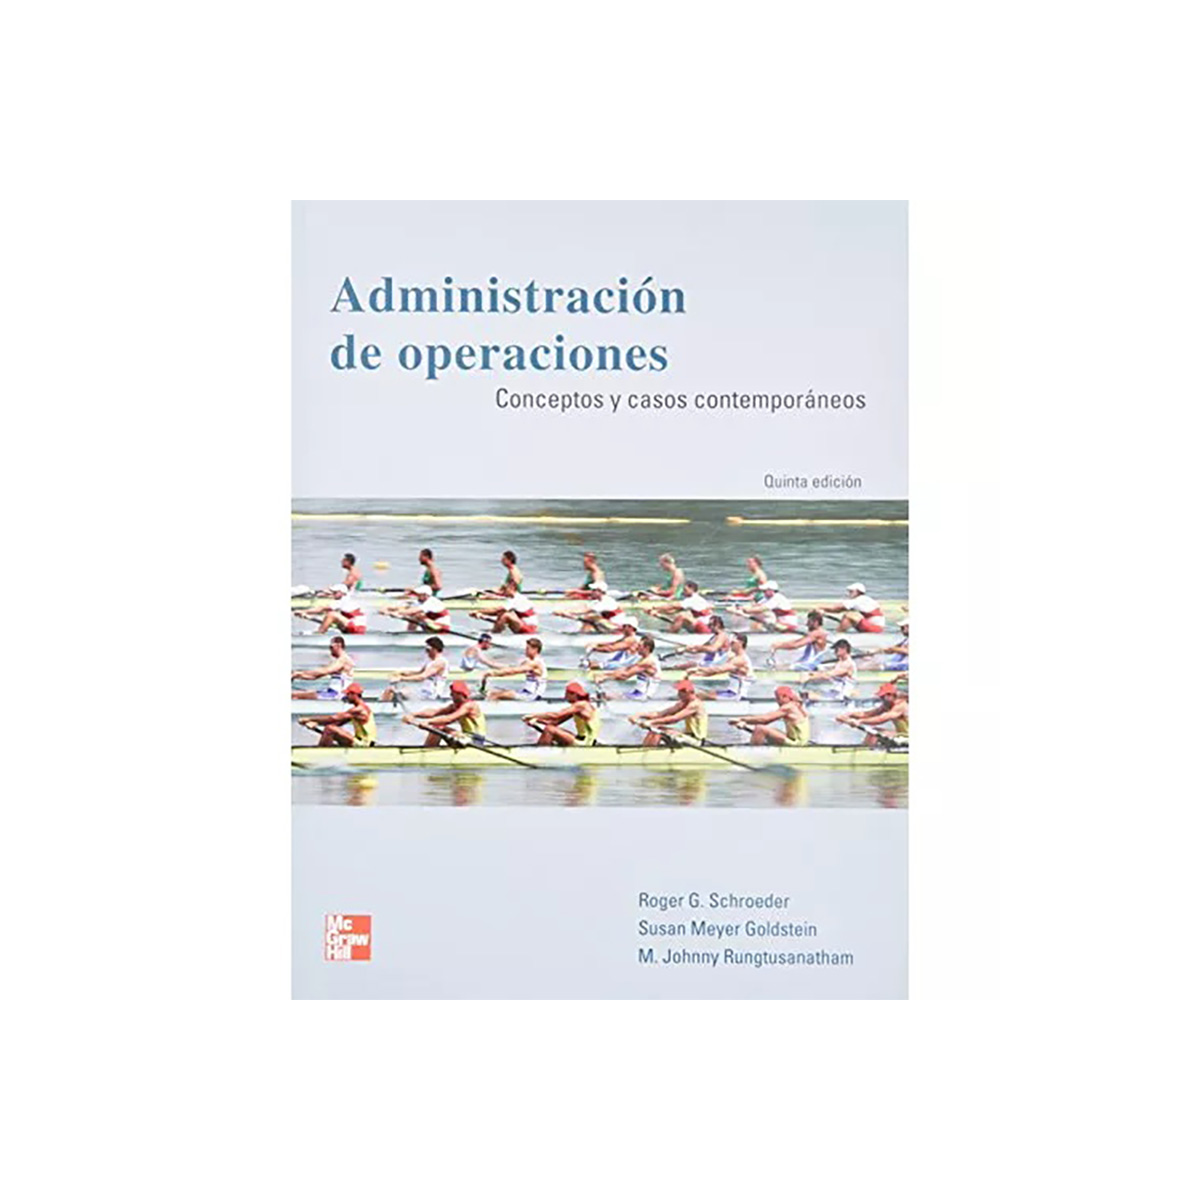 Administración
de operaciones
Conceptos y casos contemporáneos
Quinta edición
Roger G. Schroeder
Susan Meyer Goldstein
M. Johnny Rungtusanatham
Mc
Graw
Hill